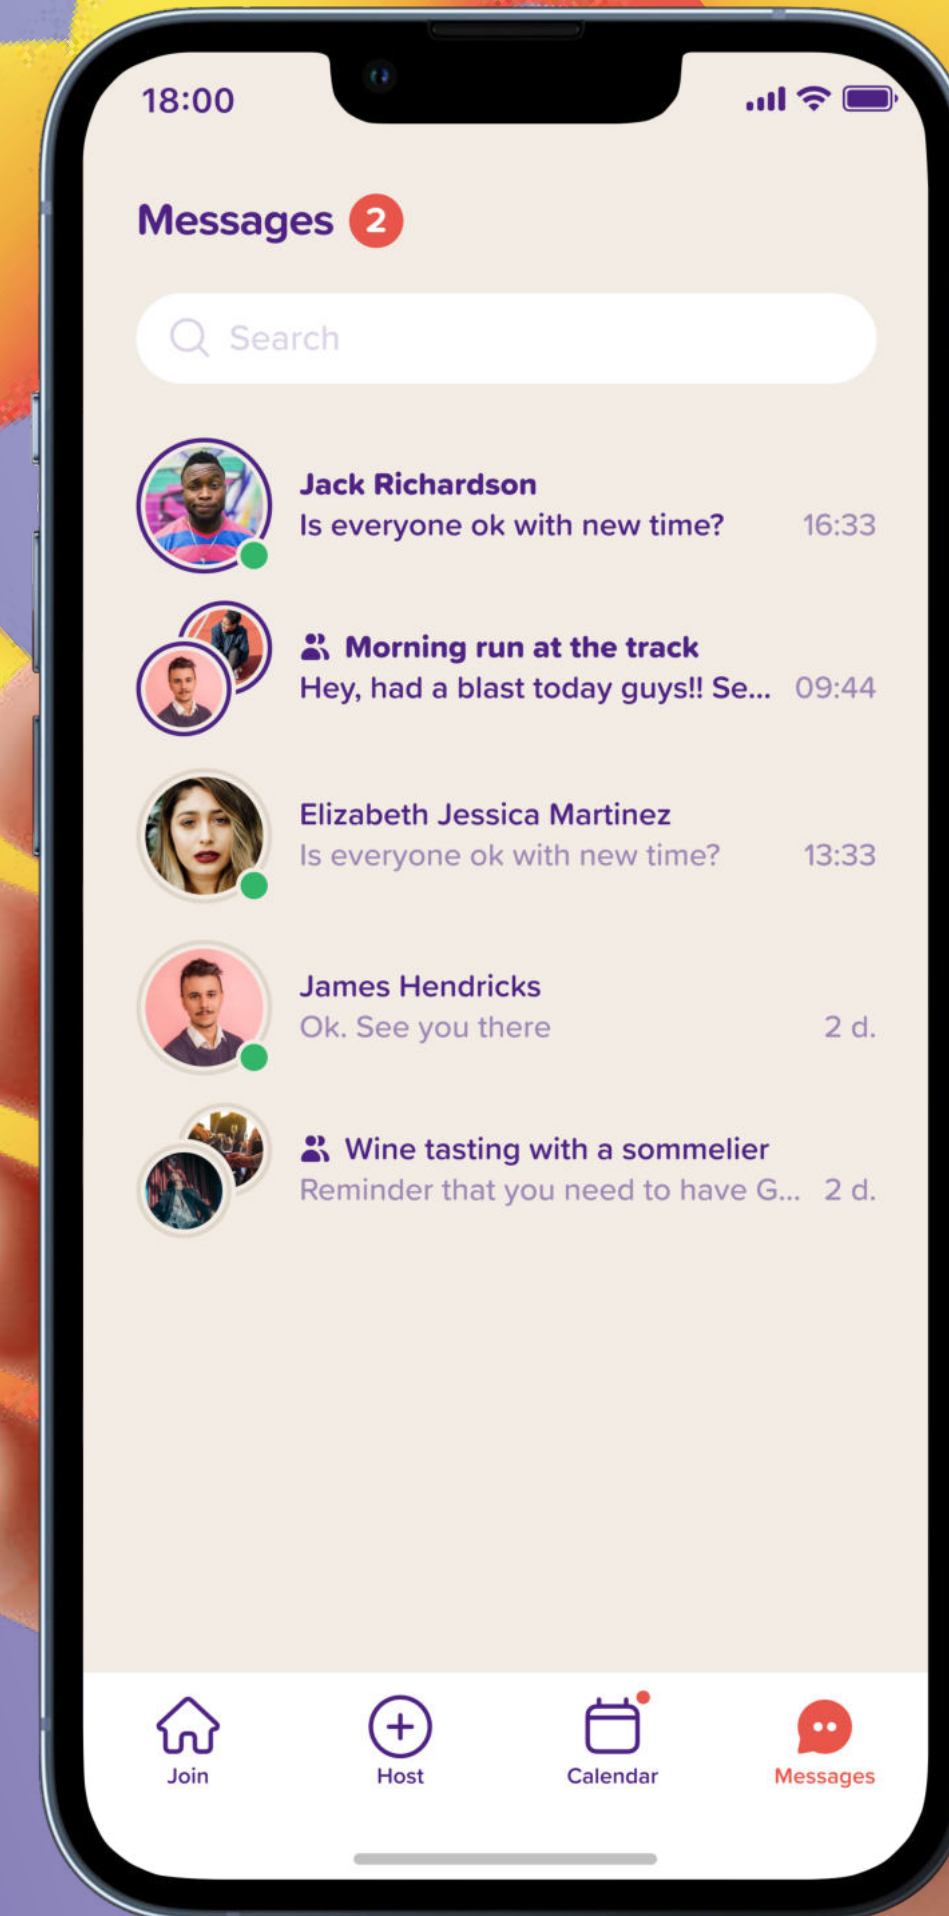 18:00
Messages 2
Search
Jack Richardson
Is everyone ok with new time? 16:33
Morning run at the track
Hey, had a blast today guys!! Se... 09:44
Elizabeth Jessica Martinez
Is everyone ok with new time? 13:33
James Hendricks
Ok. See you there 2 d.
Wine tasting with a sommelier
Reminder that you need to have G... 2 d.
Join Host Calendar Messages